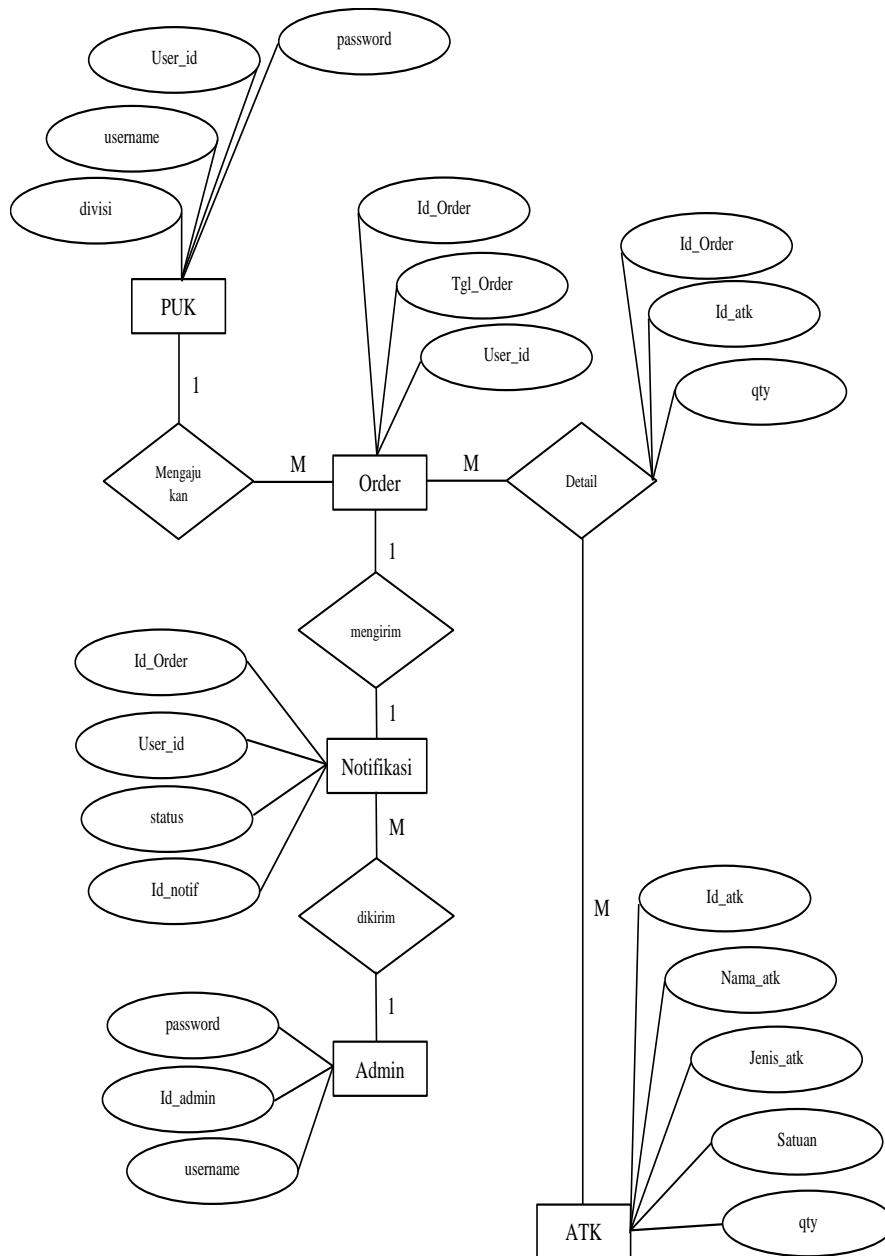 password
User_id
username
divisi
Id_Order
Id_Order
Tgl_Order
Id_atk
PUK
User_id
qty
1
M
M
Mengaju
kan
Order
Detail
1
mengirim
Id_Order
1
User_id
Notifikasi
status
M
Id_notif
Id_atk
M
dikirim
Nama_atk
1
password
Jenis_atk
Admin
Id_admin
Satuan
username
qty
ATK